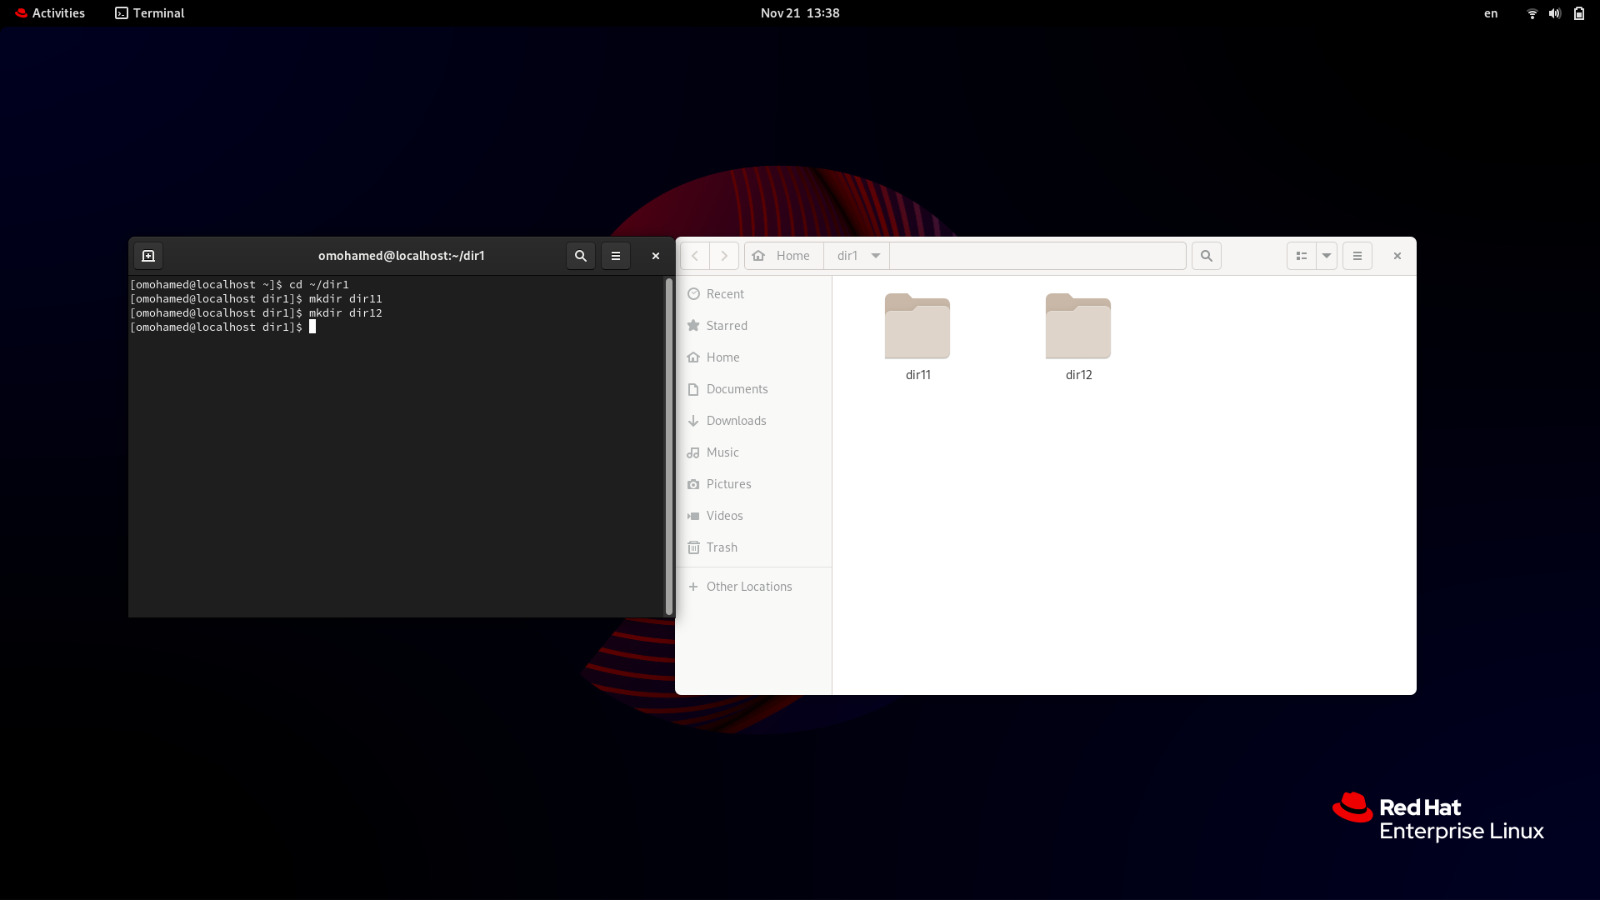 Activities
Terminal
Nov 21 13:38
en
omohamed@localhost:~/dir1
[omohamed@localhost ~]$ cd ~/dir1
[omohamed@localhost dir1]$ mkdir dir11
[omohamed@localhost dir1]$ mkdir dir12
[omohamed@localhost dir1]$
Home
dir1
Recent
Starred
Home
Documents
Downloads
Music
Pictures
Videos
Trash
Other Locations
dir11
dir12
Red Hat
Enterprise Linux